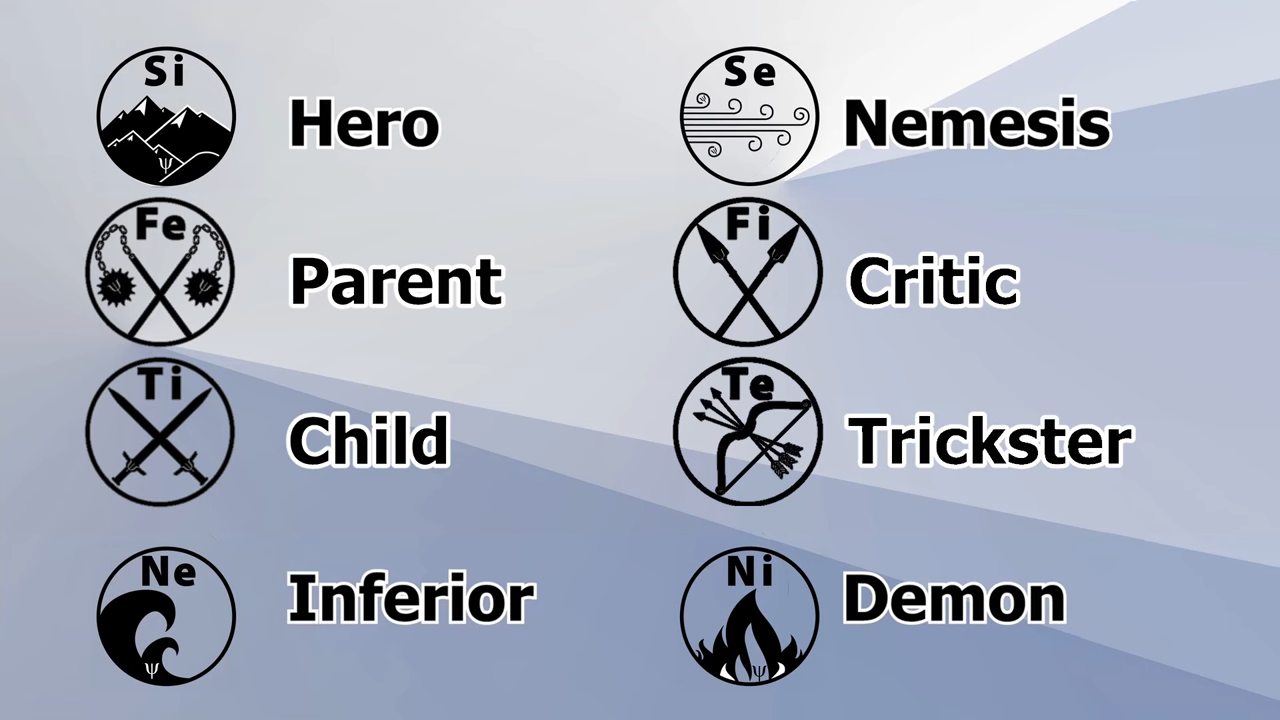 Si Hero
Se Nemesis
Fe Parent
Fi Critic
Ti Child
Te Trickster
Ne Inferior
Ni Demon